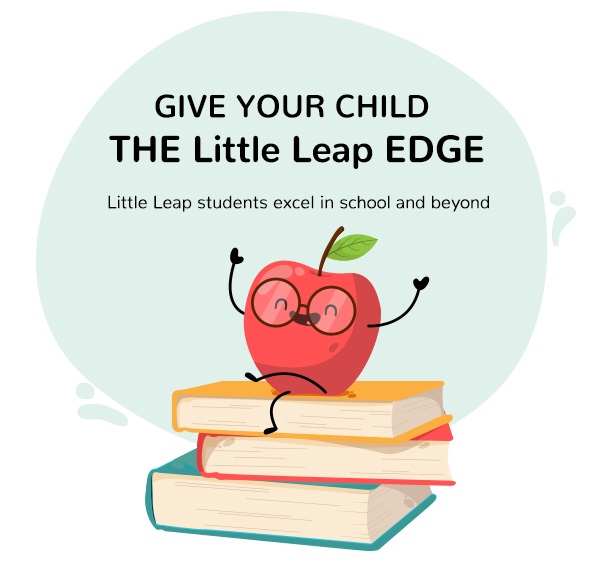 GIVE YOUR CHILD
THE Little Leap EDGE
Little Leap students excel in school and beyond